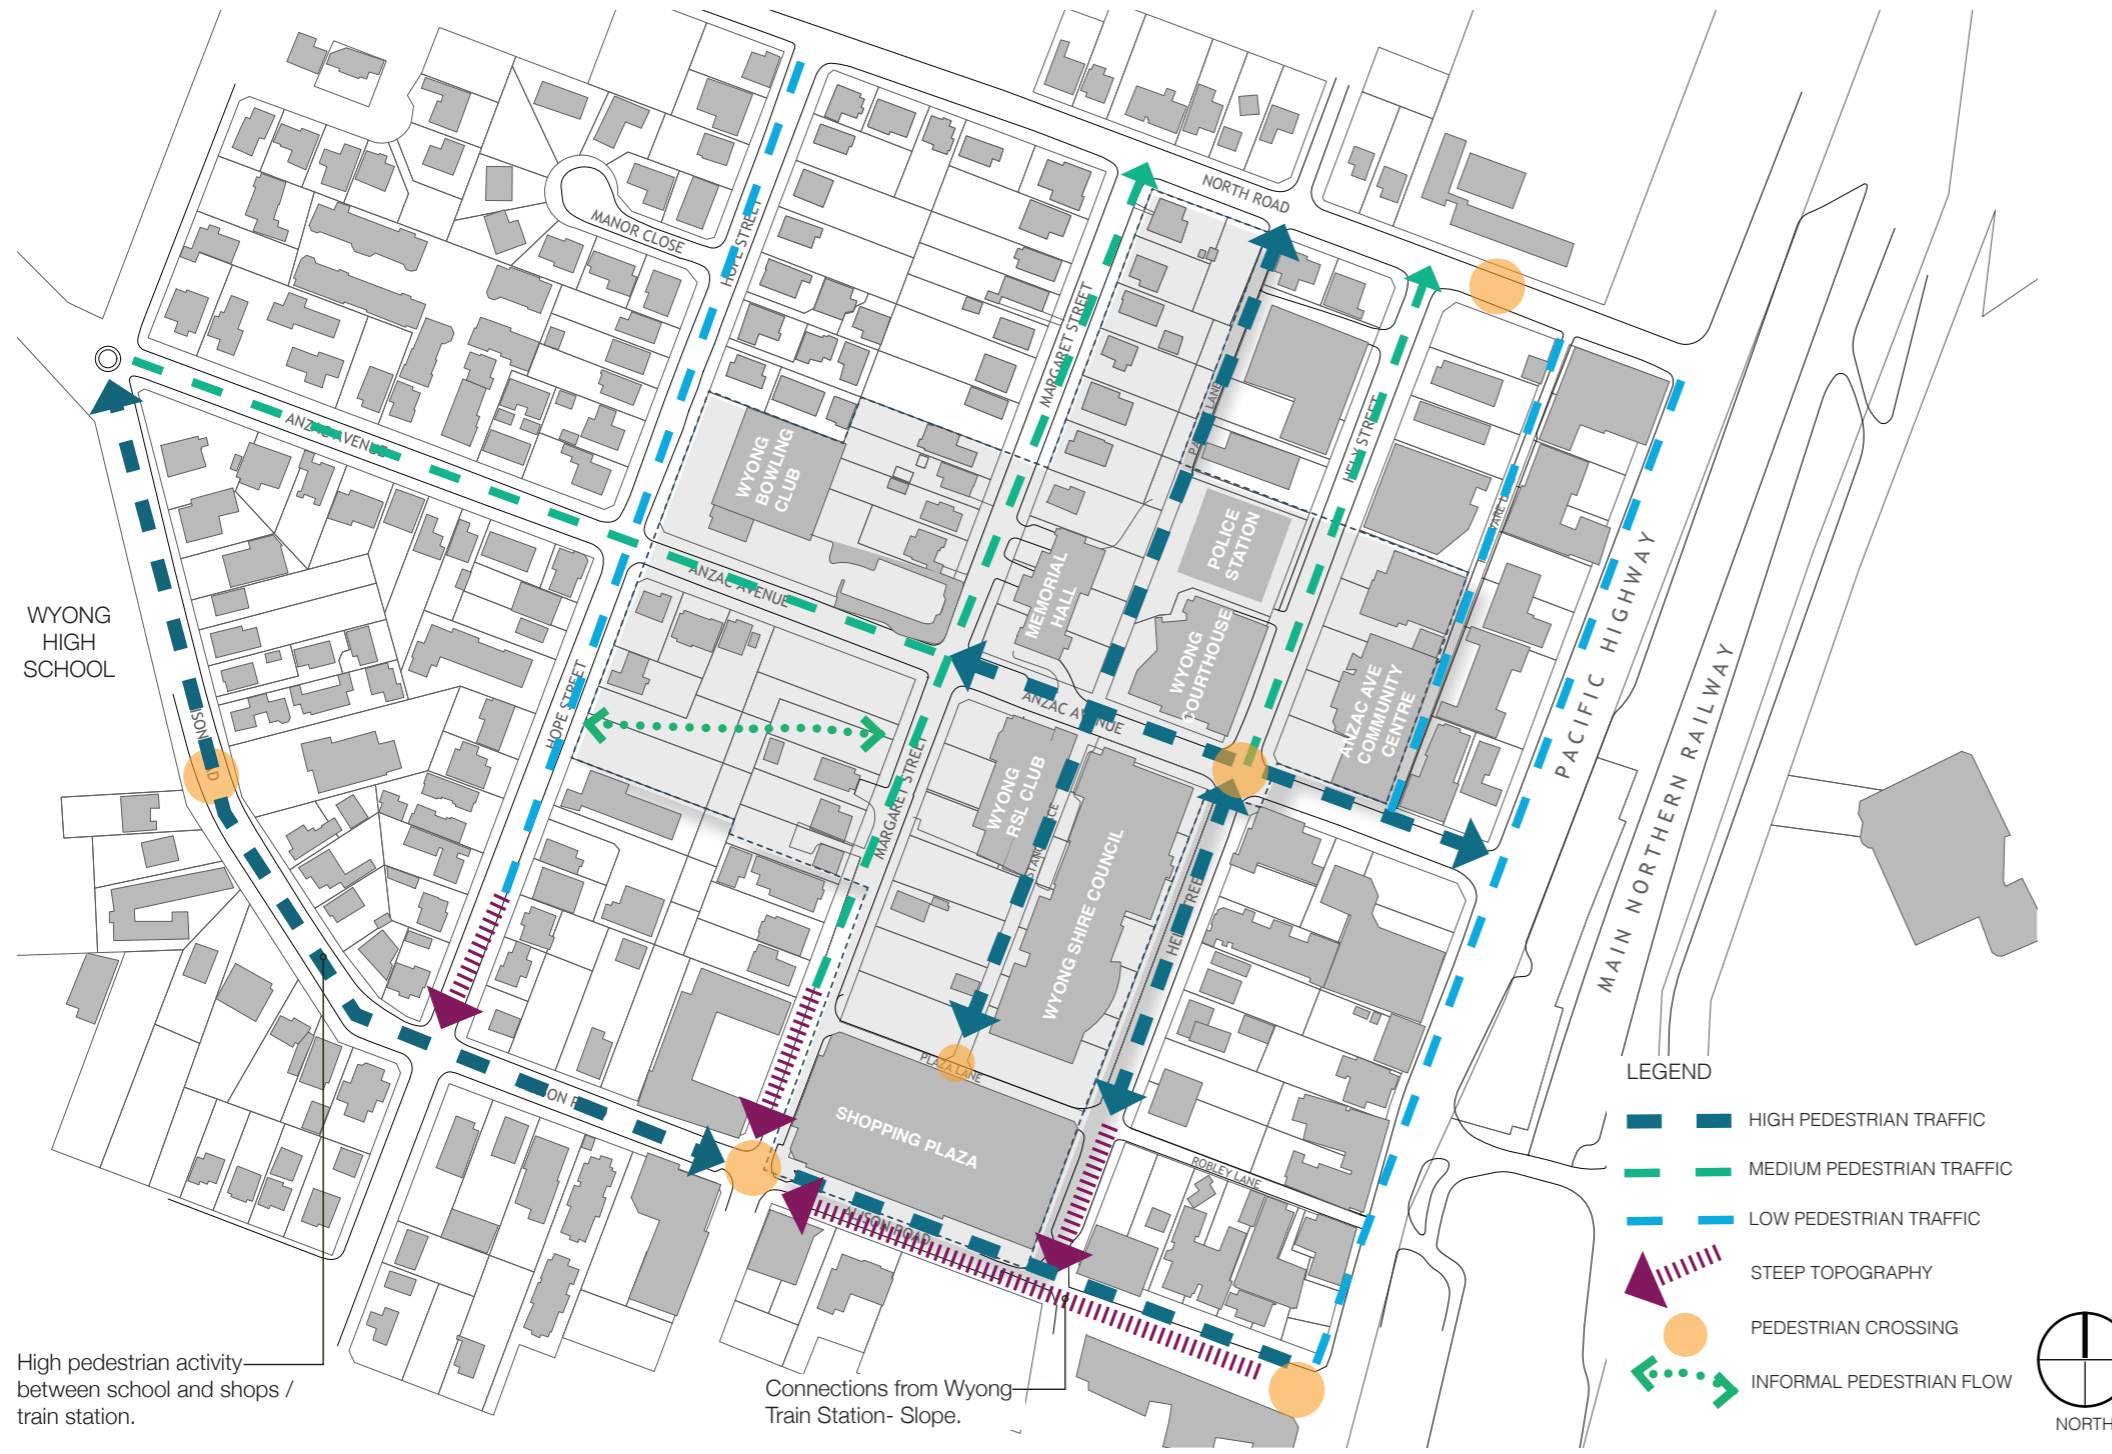 NORTH ROAD
MANOR CLOSE
HOPE STREET
MARGARET STREET
LANE
HELY STREET
ANZAC AVENUE
WYONG
BOWLING
CLUB
POLICE
STATION
MEMORIAL
HALL
WYONG
COURTHOUSE
ANZAC AVENUE
ANZAC AVE
COMMUNITY
CENTRE
PACIFIC HIGHWAY
MAIN NORTHERN RAILWAY
WYONG
HIGH
SCHOOL
HOPE STREET
ANZAC AVENUE
MARGARET STREET
WYONG
RSL CLUB
WYONG SHIRE COUNCIL
PLAZA LANE
SHOPPING PLAZA
ROBLEY LANE
ALISON ROAD
High pedestrian activity
between school and shops /
train station.
Connections from Wyong
Train Station- Slope.
LEGEND
HIGH PEDESTRIAN TRAFFIC
MEDIUM PEDESTRIAN TRAFFIC
LOW PEDESTRIAN TRAFFIC
STEEP TOPOGRAPHY
PEDESTRIAN CROSSING
INFORMAL PEDESTRIAN FLOW
NORTH